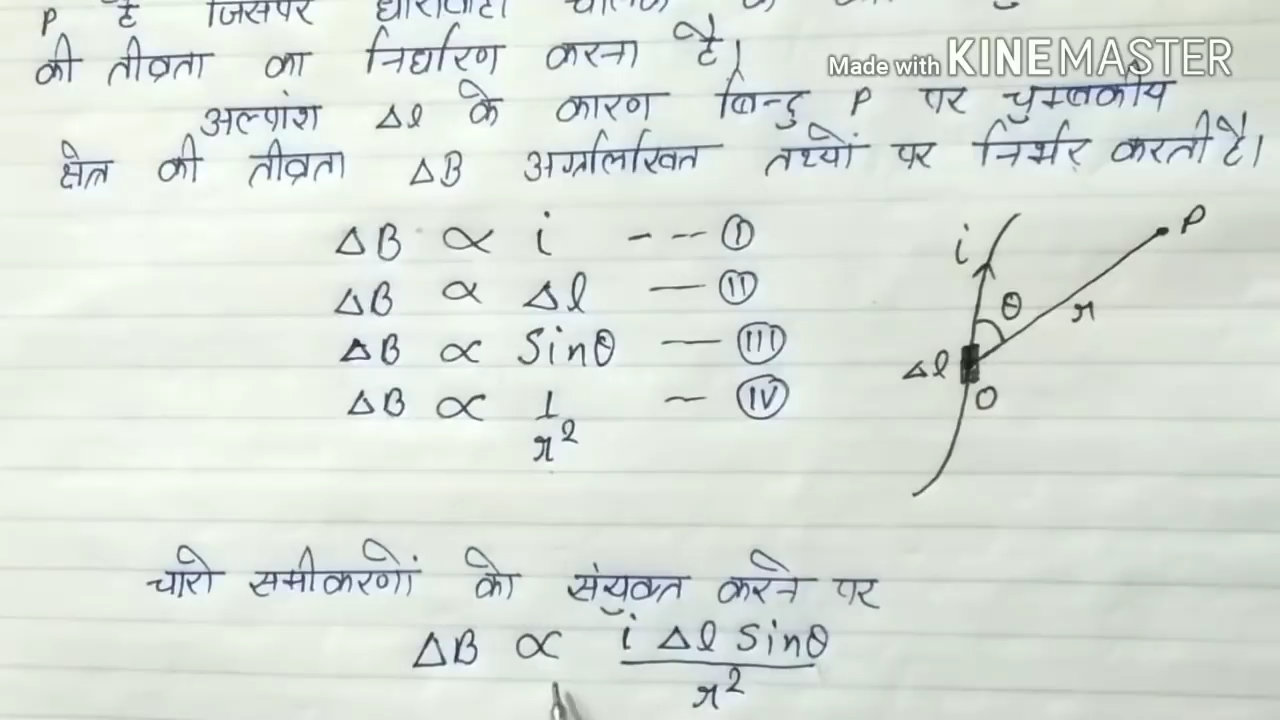 P है जिसपर
की तीव्रता का निर्धारण करना है।
Made with KINEMASTER
अल्पांश Δl के कारण बिन्दु P पर चुम्बकीय
क्षेत्र की तीव्रता ΔB अग्रलिखित तथ्यों पर निर्भर करती है।
ΔB ∝ i --- (I)
ΔB ∝ Δl — (II)
ΔB ∝ Sinθ — (III)
ΔB ∝ 1/r² — (IV)
P
i
θ
r
Δl
O
चारो समीकरणों को संयुक्त करने पर
ΔB ∝ i Δl Sinθ
r²